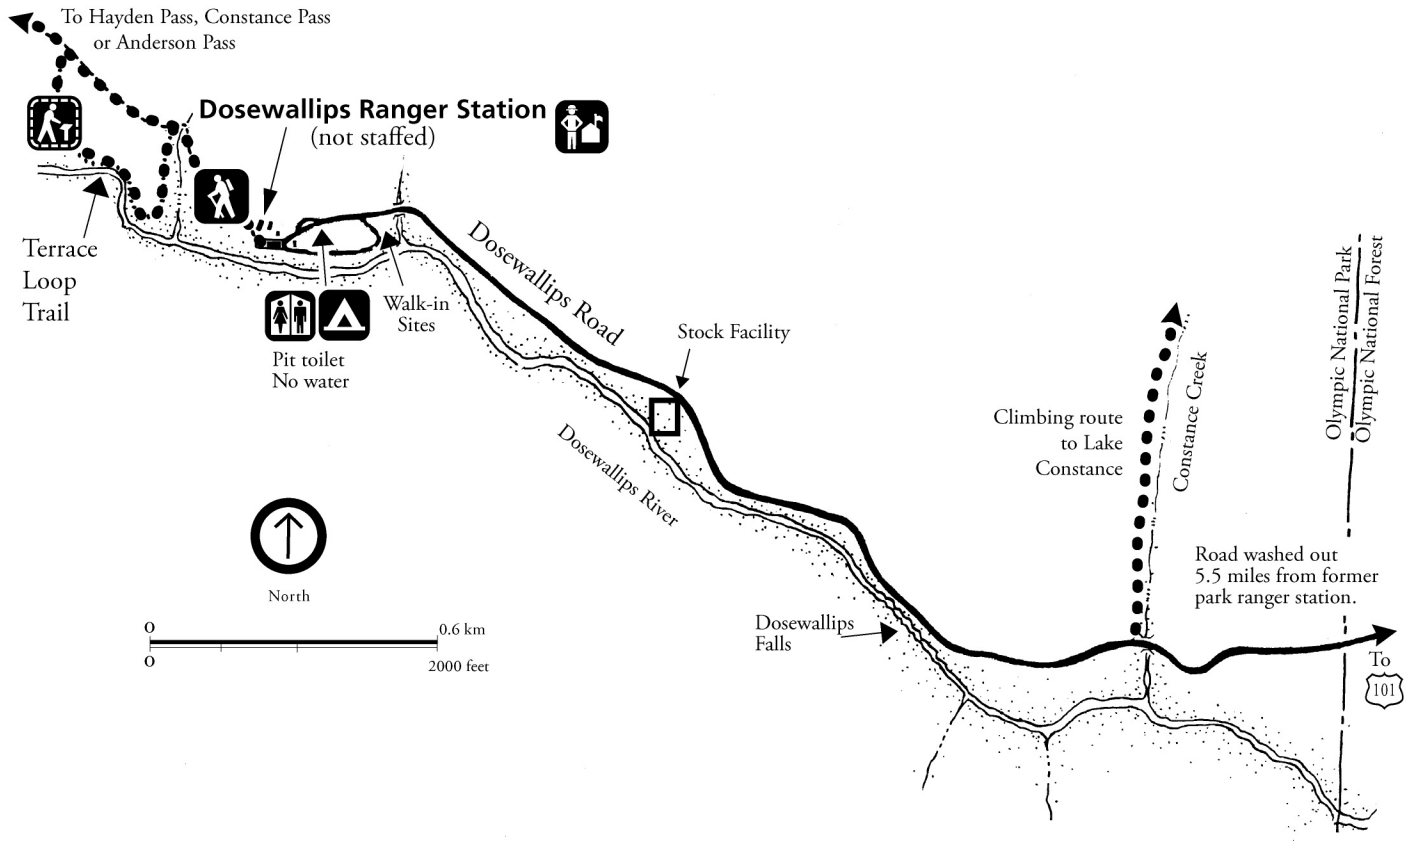 To Hayden Pass, Constance Pass
or Anderson Pass
Dosewallips Ranger Station
(not staffed)
Terrace
Loop
Trail
Walk-in
Sites
Pit toilet
No water
Dosewallips Road
Stock Facility
Dosewallips River
Climbing route
to Lake
Constance
Constance Creek
Olympic National Park
Olympic National Forest
Road washed out
5.5 miles from former
park ranger station.
North
0
0.6 km
0
2000 feet
Dosewallips
Falls
To
101